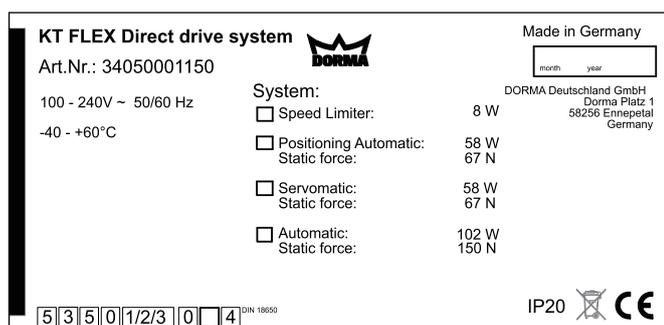 KT FLEX Direct drive system
Art.Nr.: 34050001150
100 - 240V ~ 50/60 Hz
-40 - +60°C
DORMA
System:
Speed Limiter: 8 W
Positioning Automatic: 58 W
Static force: 67 N
Servomatic: 58 W
Static force: 67 N
Automatic: 102 W
Static force: 150 N
Made in Germany
month year
DORMA Deutschland GmbH
Dorma Platz 1
58256 Ennepetal
Germany
5 3 5 0 1/2/3 0 4 DIN 18650
IP20 CE